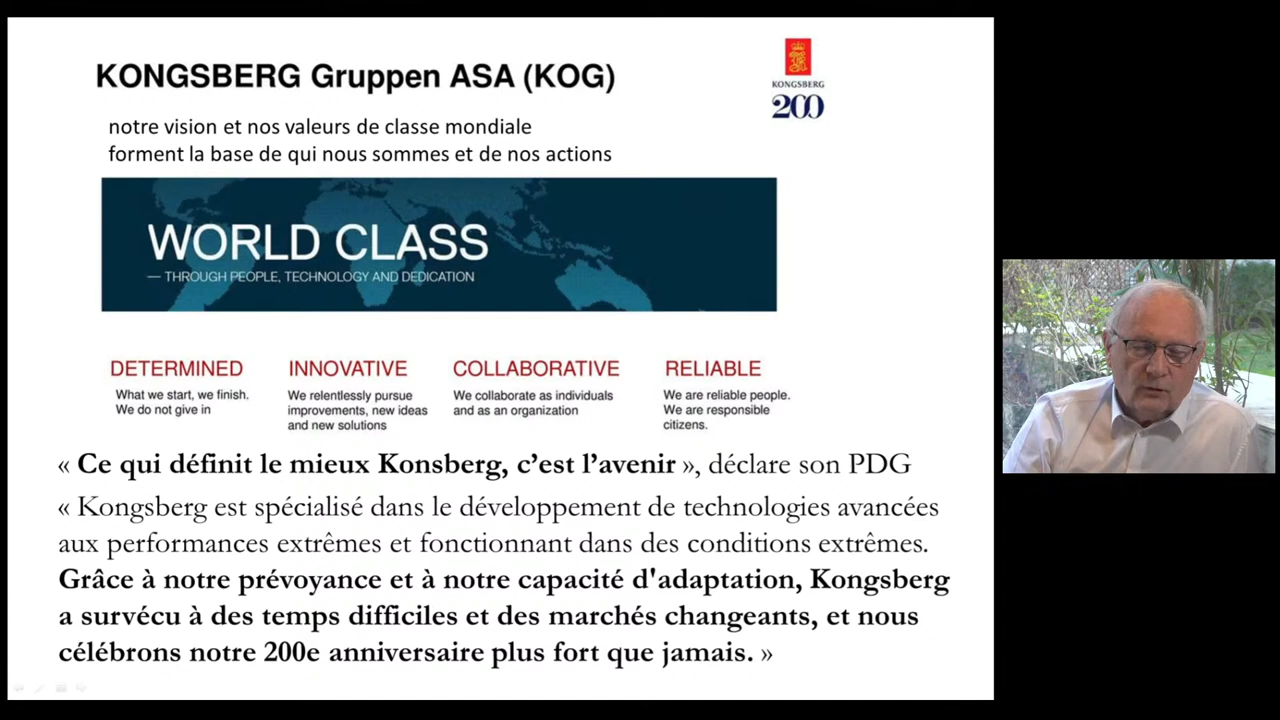 KONGSBERG Gruppen ASA (KOG)
KONGSBERG
200
notre vision et nos valeurs de classe mondiale
forment la base de qui nous sommes et de nos actions
WORLD CLASS
— THROUGH PEOPLE, TECHNOLOGY AND DEDICATION
DETERMINED
What we start, we finish.
We do not give in
INNOVATIVE
We relentlessly pursue
improvements, new ideas
and new solutions
COLLABORATIVE
We collaborate as individuals
and as an organization
RELIABLE
We are reliable people.
We are responsible
citizens.
« Ce qui définit le mieux Konsberg, c’est l’avenir », déclare son PDG
« Kongsberg est spécialisé dans le développement de technologies avancées
aux performances extrêmes et fonctionnant dans des conditions extrêmes.
Grâce à notre prévoyance et à notre capacité d'adaptation, Kongsberg
a survécu à des temps difficiles et des marchés changeants, et nous
célébrons notre 200e anniversaire plus fort que jamais. »